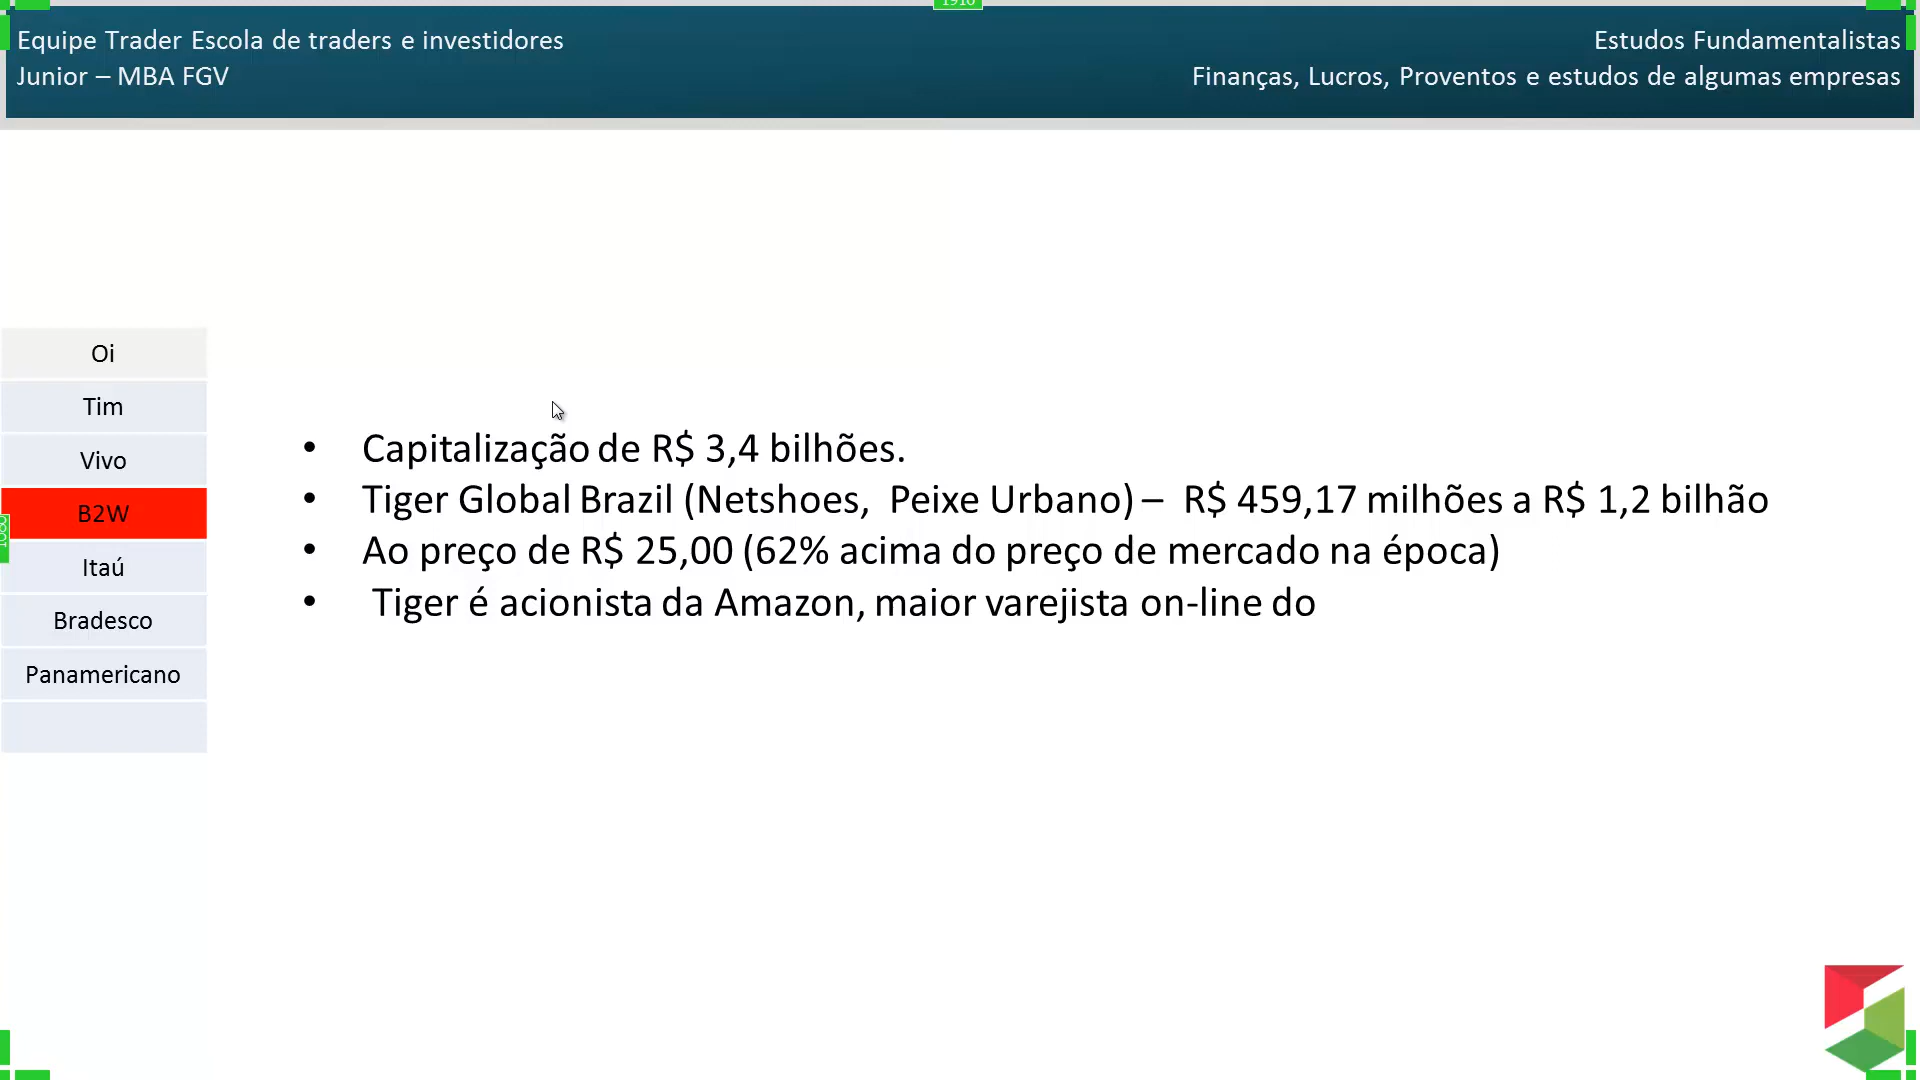 1910
Equipe Trader Escola de traders e investidores
Junior – MBA FGV
Estudos Fundamentalistas
Finanças, Lucros, Proventos e estudos de algumas empresas
Oi
Tim
Vivo
B2W
Itaú
Bradesco
Panamericano
1080
• Capitalização de R$ 3,4 bilhões.
• Tiger Global Brazil (Netshoes, Peixe Urbano) – R$ 459,17 milhões a R$ 1,2 bilhão
• Ao preço de R$ 25,00 (62% acima do preço de mercado na época)
• Tiger é acionista da Amazon, maior varejista on-line do